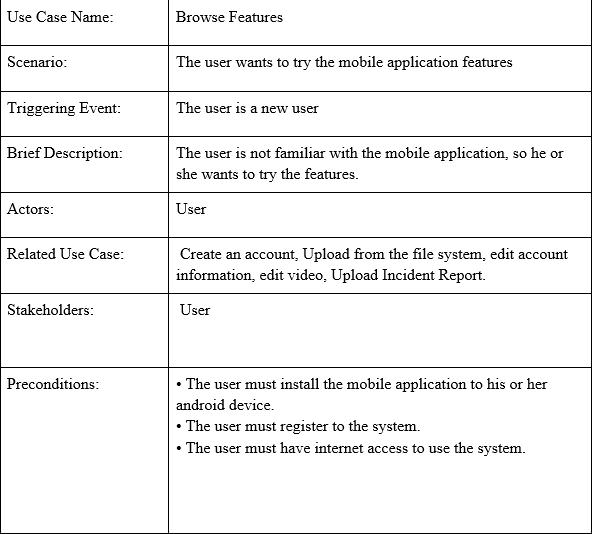 Use Case Name: Browse Features
Scenario: The user wants to try the mobile application features
Triggering Event: The user is a new user
Brief Description: The user is not familiar with the mobile application, so he or
she wants to try the features.
Actors: User
Related Use Case: Create an account, Upload from the file system, edit account
information, edit video, Upload Incident Report.
Stakeholders: User
Preconditions: • The user must install the mobile application to his or her
android device.
• The user must register to the system.
• The user must have internet access to use the system.